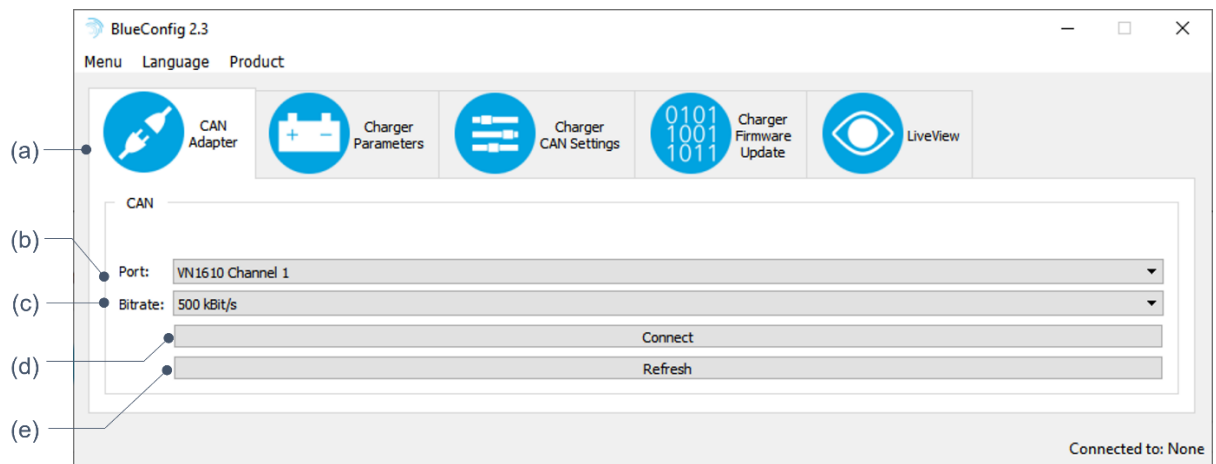 BlueConfig 2.3
Menu Language Product
CAN
Adapter
+ -
Charger
Parameters
Charger
CAN Settings
0101
1001
1011
Charger
Firmware
Update
LiveView
(a)
CAN
(b)
Port: VN1610 Channel 1
(c)
Bitrate: 500 kBit/s
Connect
(d)
Refresh
(e)
Connected to: None